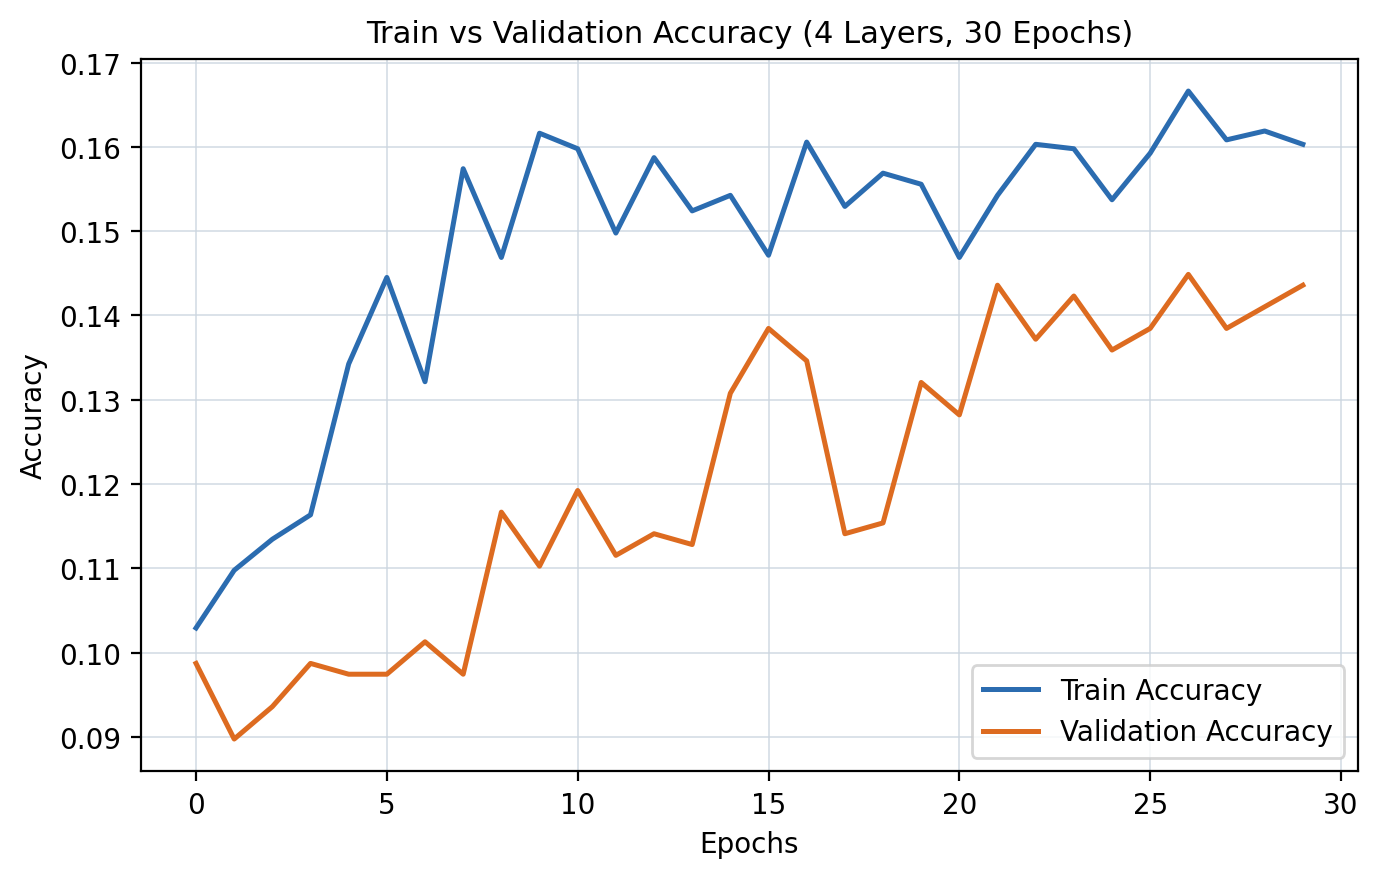 Train vs Validation Accuracy (4 Layers, 30 Epochs)
0.17
0.16
0.15
0.14
0.13
0.12
0.11
0.10
0.09
Accuracy
0 5 10 15 20 25 30
Epochs
Train Accuracy
Validation Accuracy